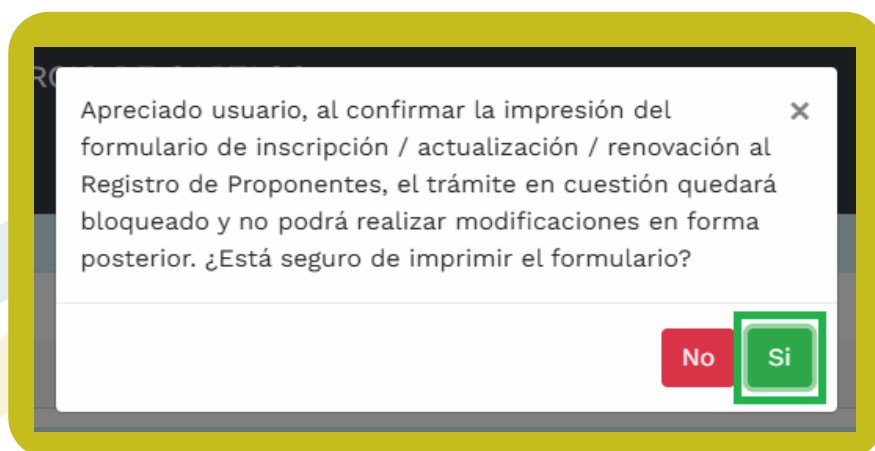 Apreciado usuario, al confirmar la impresión del ×
formulario de inscripción / actualización / renovación al
Registro de Proponentes, el trámite en cuestión quedará
bloqueado y no podrá realizar modificaciones en forma
posterior. ¿Está seguro de imprimir el formulario?
No Si